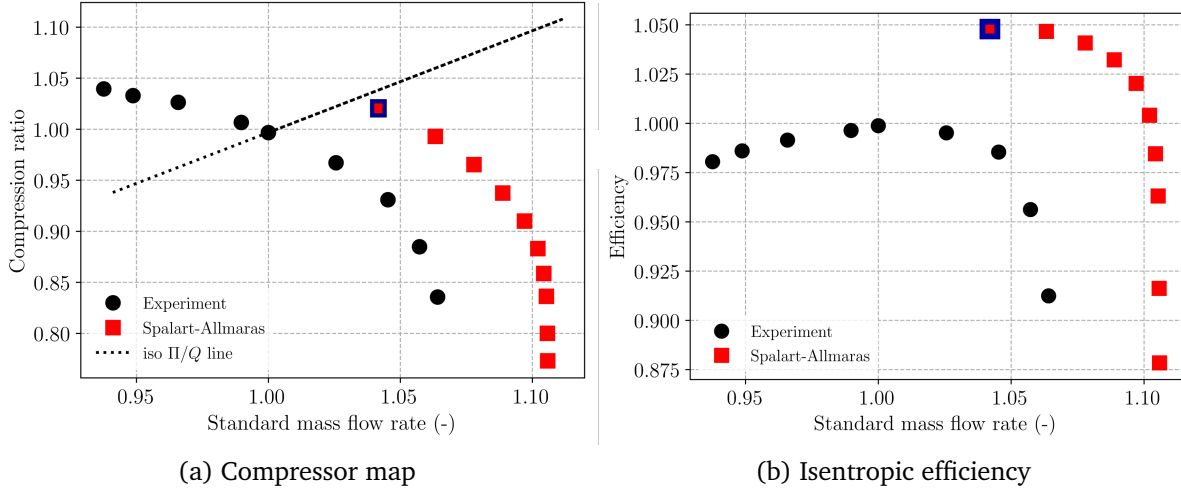 1.10
1.05
1.00
0.95
0.90
0.85
0.80
Compression ratio
Experiment
Spalart-Allmaras
iso Π/Q line
0.95 1.00 1.05 1.10
Standard mass flow rate (-)
(a) Compressor map
1.050
1.025
1.000
0.975
0.950
0.925
0.900
0.875
Efficiency
Experiment
Spalart-Allmaras
0.95 1.00 1.05 1.10
Standard mass flow rate (-)
(b) Isentropic efficiency